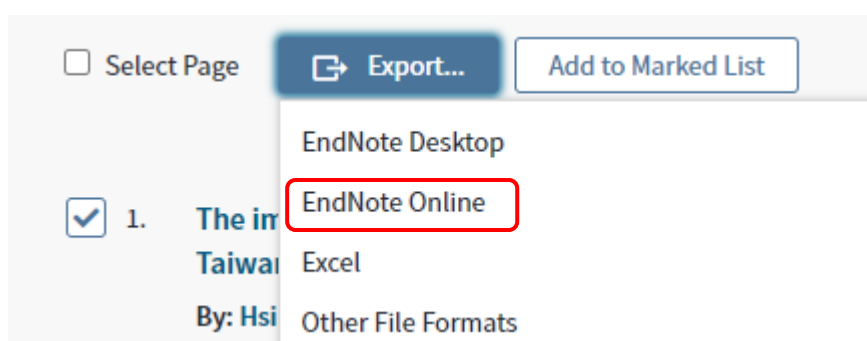 Select Page Export... Add to Marked List
EndNote Desktop
EndNote Online
1. The im
Taiwan
Excel
By: Hsi
Other File Formats